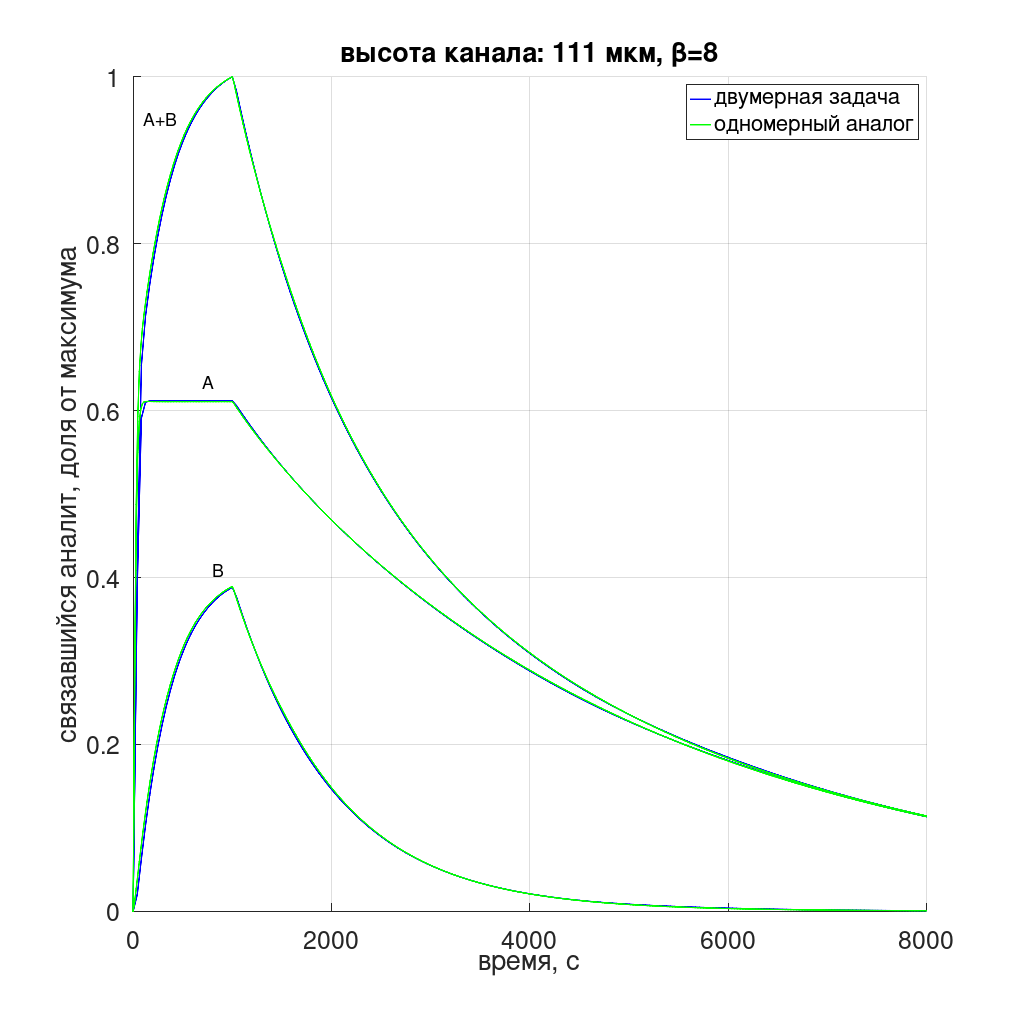 высота канала: 111 мкм, β=8
двумерная задача
одномерный аналог
A+B
A
B
связавшийся аналит, доля от максимума
1
0.8
0.6
0.4
0.2
0
0
2000
4000
6000
8000
время, с